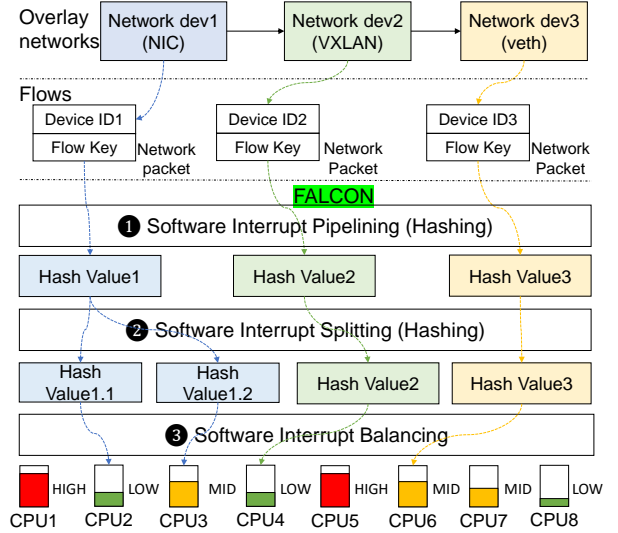 Overlay
networks
Network dev1
(NIC)
Network dev2
(VXLAN)
Network dev3
(veth)
Flows
Device ID1
Flow Key
Network
packet
Device ID2
Flow Key
Network
Packet
Device ID3
Flow Key
Network
Packet
FALCON
❶ Software Interrupt Pipelining (Hashing)
Hash Value1
Hash Value2
Hash Value3
❷ Software Interrupt Splitting (Hashing)
Hash
Value1.1
Hash
Value1.2
Hash Value2
Hash Value3
❸ Software Interrupt Balancing
HIGH
LOW
MID
LOW
HIGH
MID
MID
LOW
CPU1
CPU2
CPU3
CPU4
CPU5
CPU6
CPU7
CPU8